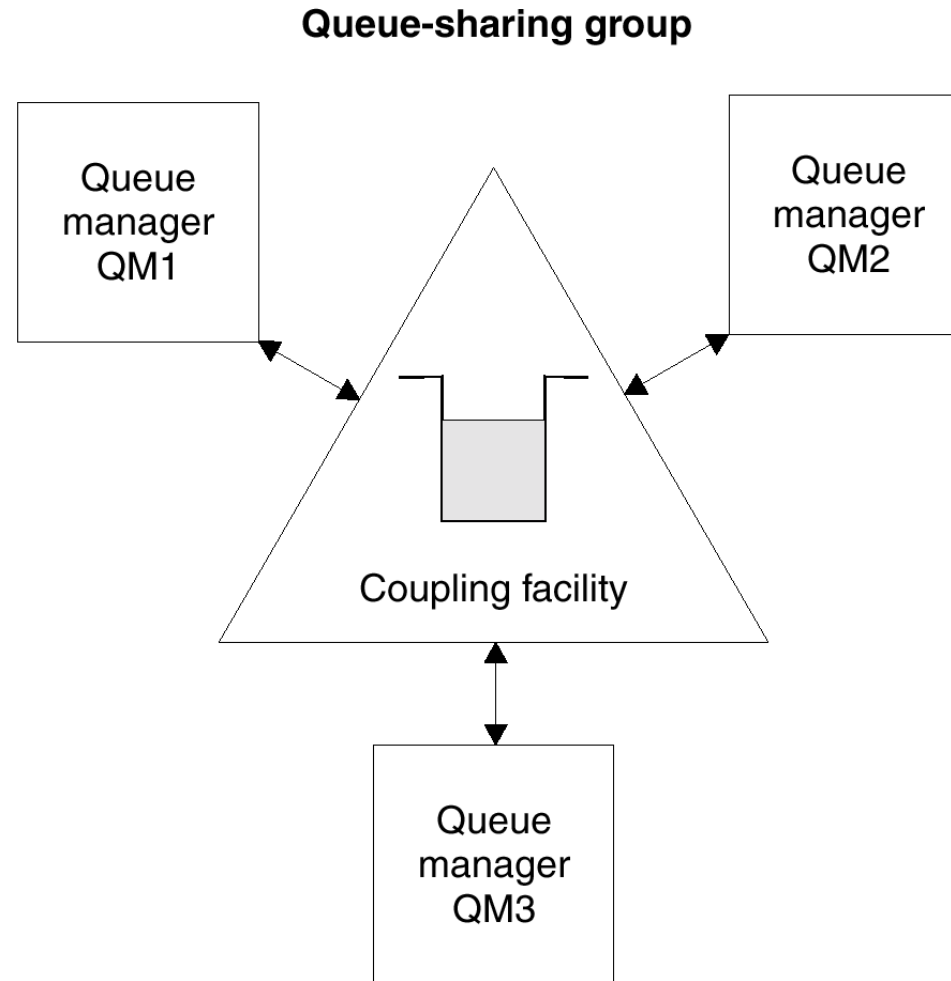 Queue-sharing group
Queue
manager
QM1
Queue
manager
QM2
Coupling facility
Queue
manager
QM3